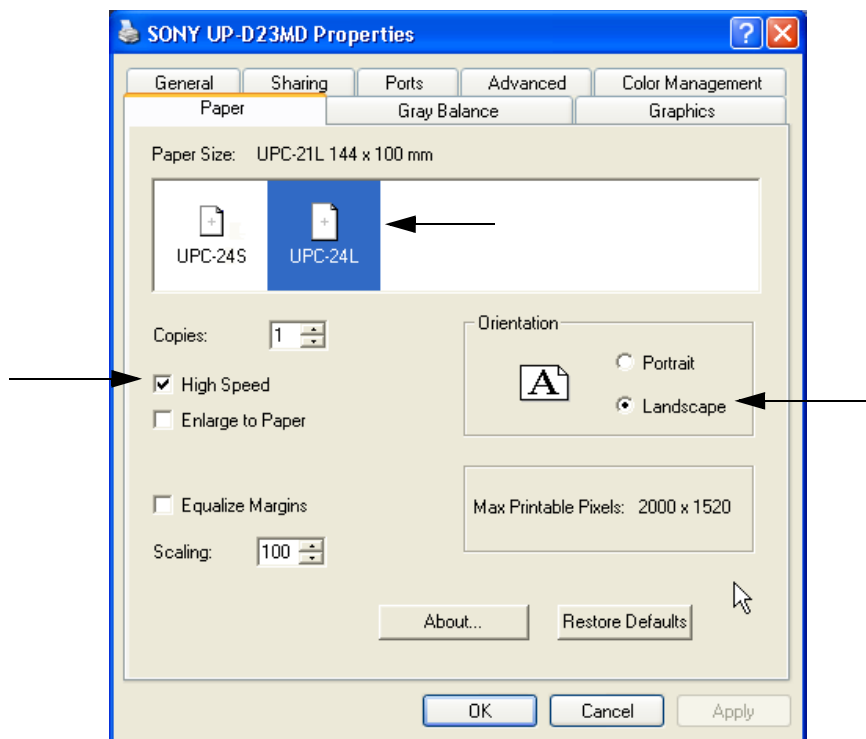 SONY UP-D23MD Properties
General Sharing Ports Advanced Color Management
Paper Gray Balance Graphics
Paper Size: UPC-21L 144 x 100 mm
UPC-24S UPC-24L
Copies: 1
Orientation
Portrait
High Speed
A
Landscape
Enlarge to Paper
Equalize Margins
Max Printable Pixels: 2000 x 1520
Scaling: 100
About... Restore Defaults
OK Cancel Apply